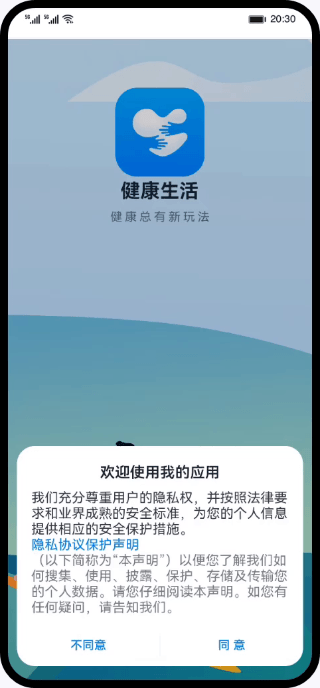 5G 5G 20:30
健康生活
健康总有新玩法
欢迎使用我的应用
我们充分尊重用户的隐私权，并按照法律要
求和业界成熟的安全标准，为您的个人信息
提供相应的安全保护措施。
隐私协议保护声明
（以下简称为“本声明”）以便您了解我们如
何搜集、使用、披露、保护、存储及传输您
的个人数据。请您仔细阅读本声明。如您有
任何疑问，请告知我们。
不同意 同 意